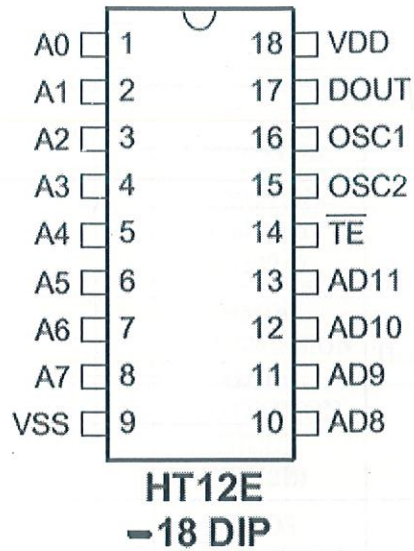 A0 1 18 VDD
A1 2 17 DOUT
A2 3 16 OSC1
A3 4 15 OSC2
A4 5 14 TE
A5 6 13 AD11
A6 7 12 AD10
A7 8 11 AD9
VSS 9 10 AD8
HT12E
–18 DIP